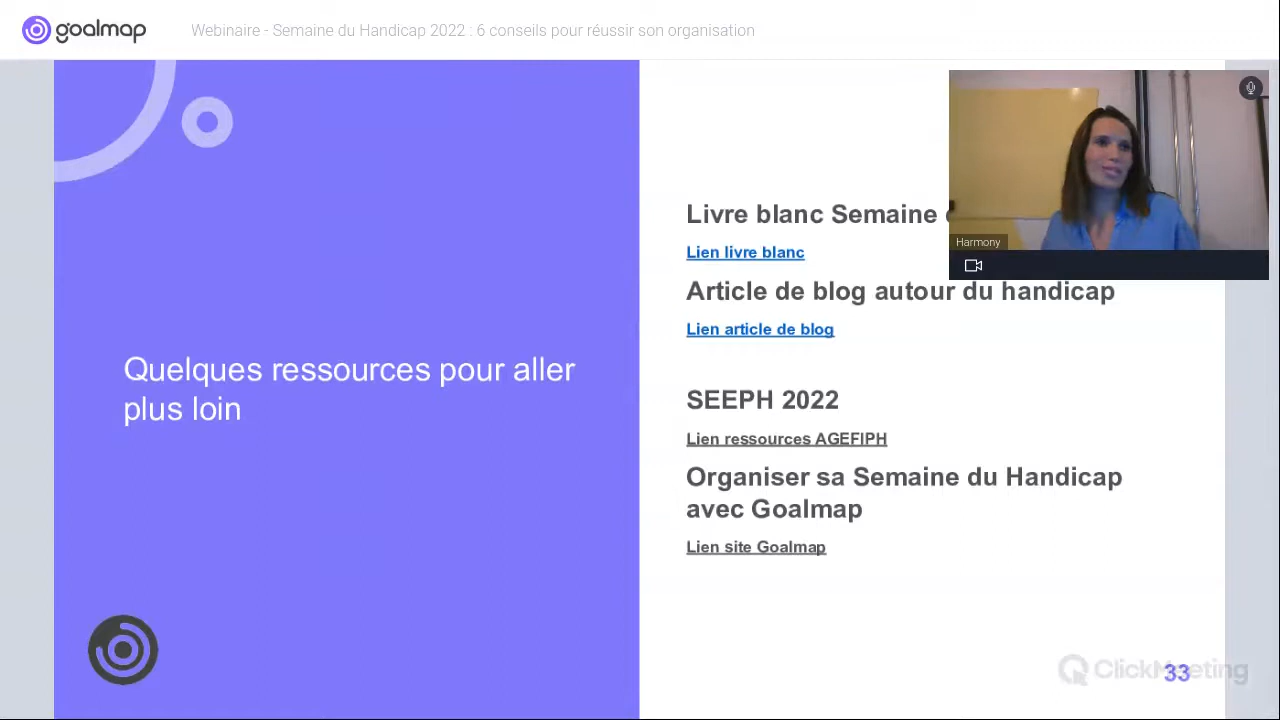 goalmap
Webinaire - Semaine du Handicap 2022 : 6 conseils pour réussir son organisation
Quelques ressources pour aller
plus loin
Livre blanc Semaine
Lien livre blanc
Harmony
Article de blog autour du handicap
Lien article de blog
SEEPH 2022
Lien ressources AGEFIPH
Organiser sa Semaine du Handicap
avec Goalmap
Lien site Goalmap
ClickMeeting
33